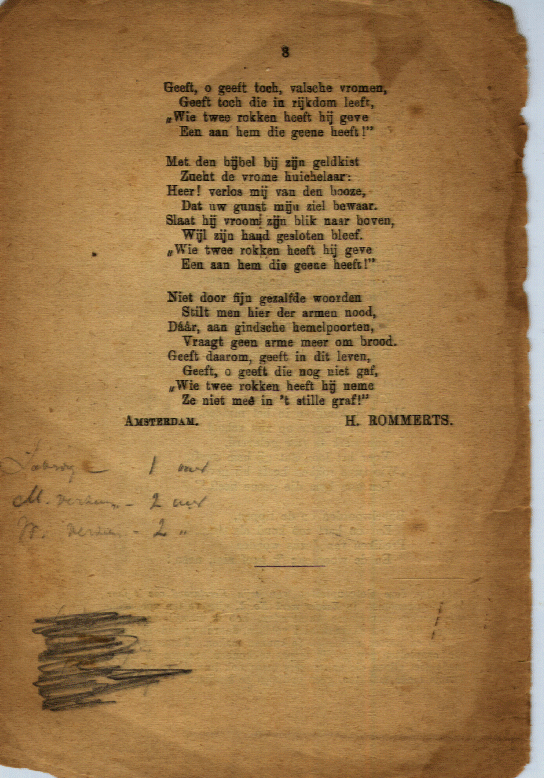 8
Geeft, o geeft toch, valsche vromen,
Geeft toch die in rijkdom leeft,
„Wie twee rokken heeft hij geve
Een aan hem die geene heeft!”
Met den bijbel bij zijn geldkist
Zucht de vrome huichelaar:
Heer! verlos mij van den booze,
Dat uw gunst mijn ziel bewaar.
Slaat hij vroom zijn blik naar boven,
Wijl zijn hand gesloten bleef.
„Wie twee rokken heeft hij geve
Een aan hem die geene heeft!”
Niet door fijn gezalfde woorden
Stilt men hier der armen nood,
Dáár, aan gindsche hemelpoorten,
Vraagt geen arme meer om brood.
Geeft daarom, geeft in dit leven,
Geeft, o geeft die nog niet gaf,
„Wie twee rokken heeft hij neme
Ze niet meê in 't stille graf!”
AMSTERDAM. H. ROMMERTS.
1 uur
M. - 2 uur
- 2 „